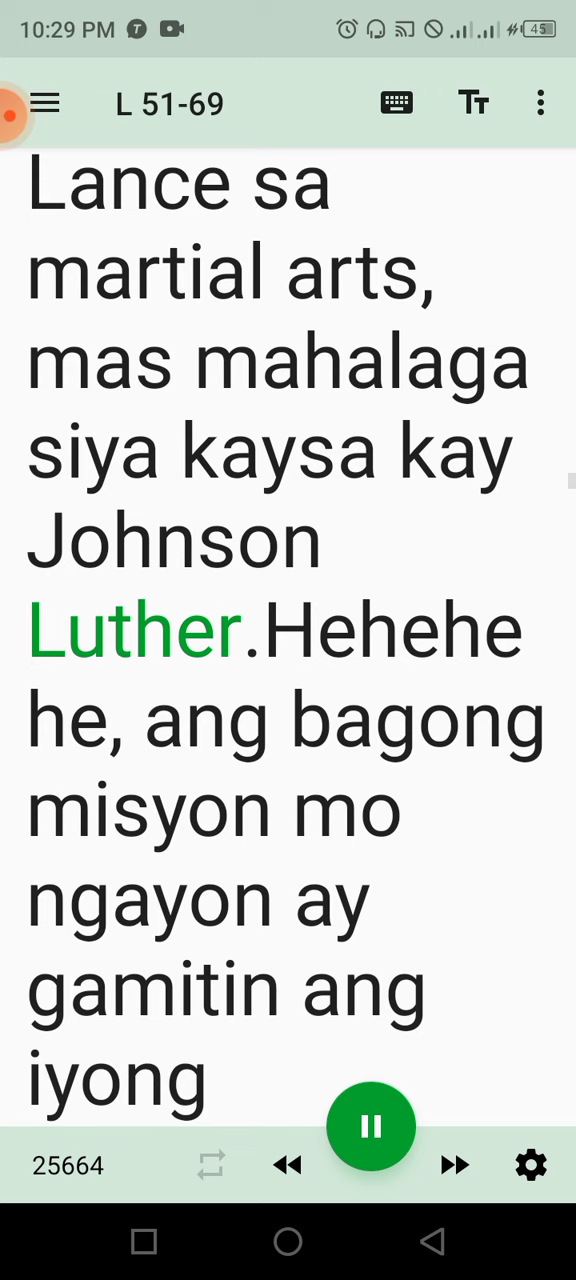 10:29 PM
45
L 51-69
Lance sa
martial arts,
mas mahalaga
siya kaysa kay
Johnson
Luther.Hehehe
he, ang bagong
misyon mo
ngayon ay
gamitin ang
iyong
25664